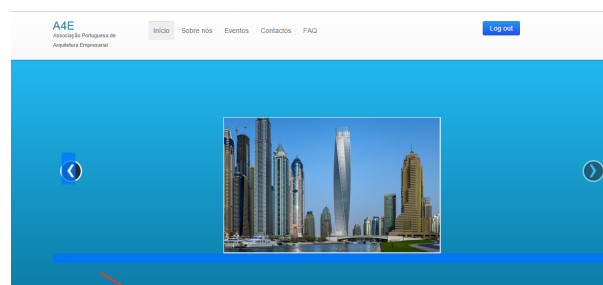 A4E
Associação Portuguesa de
Arquitetura Empresarial
Início Sobre nós Eventos Contactos FAQ
Log out